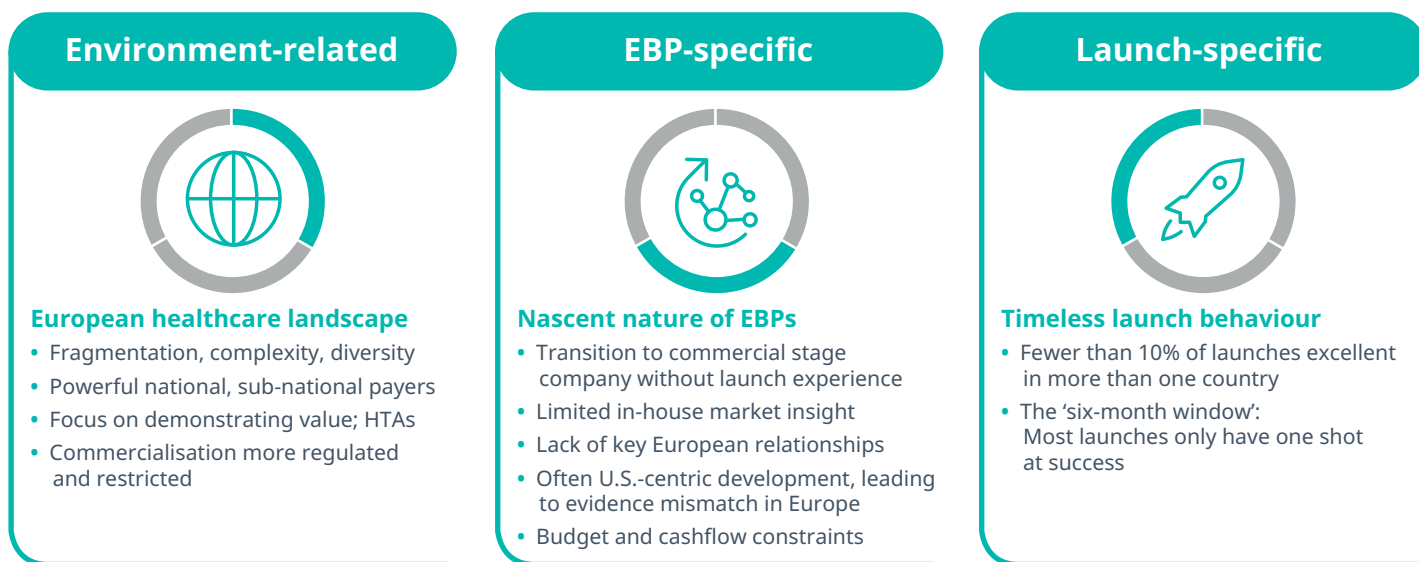 Environment-related
European healthcare landscape
• Fragmentation, complexity, diversity
• Powerful national, sub-national payers
• Focus on demonstrating value; HTAs
• Commercialisation more regulated
and restricted
EBP-specific
Nascent nature of EBPs
• Transition to commercial stage
company without launch experience
• Limited in-house market insight
• Lack of key European relationships
• Often U.S.-centric development, leading
to evidence mismatch in Europe
• Budget and cashflow constraints
Launch-specific
Timeless launch behaviour
• Fewer than 10% of launches excellent
in more than one country
• The ‘six-month window’:
Most launches only have one shot
at success